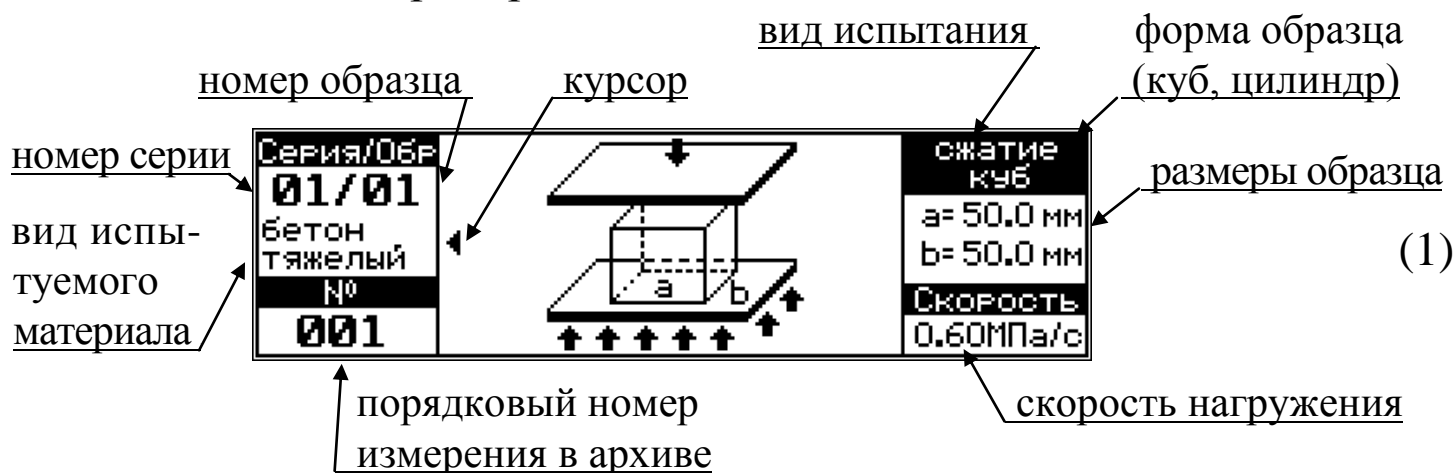 вид испытания
форма образца
(куб, цилиндр)
номер образца
курсор
номер серии
размеры образца
вид испы-
туемого
материала
Серия/Обр
01/01
бетон
тяжелый
№
001
a
b
сжатие
куб
a= 50.0 мм
b= 50.0 мм
Скорость
0.60МПа/с
(1)
порядковый номер
измерения в архиве
скорость нагружения